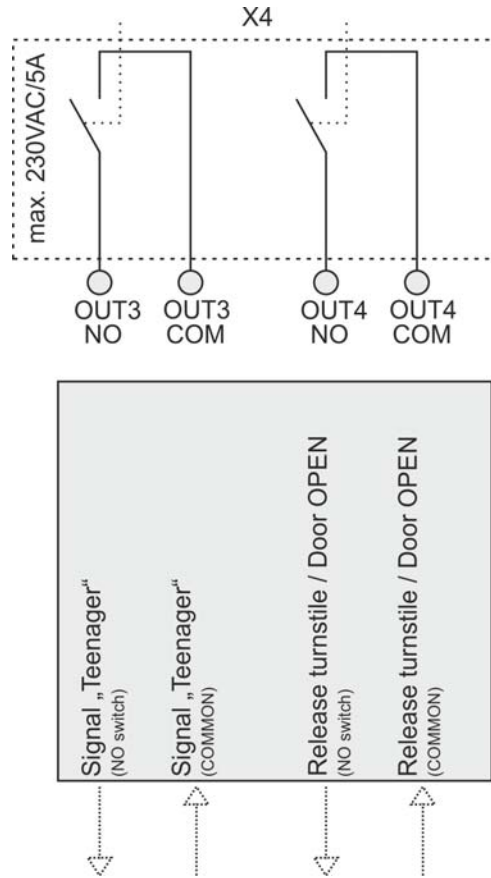 X4
max. 230VAC/5A
OUT3
NO
OUT3
COM
OUT4
NO
OUT4
COM
Signal „Teenager“
(NO switch)
Signal „Teenager“
(COMMON)
Release turnstile / Door OPEN
(NO switch)
Release turnstile / Door OPEN
(COMMON)